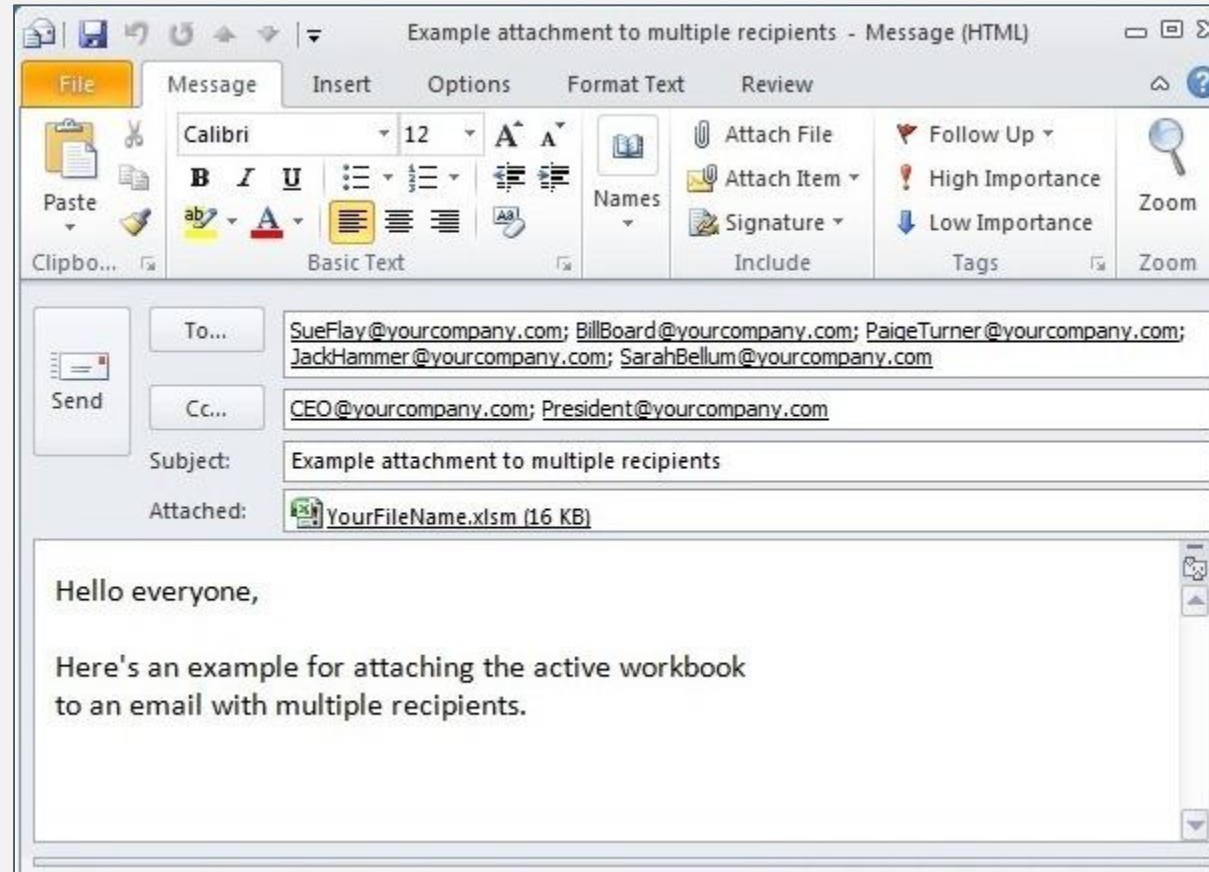 Example attachment to multiple recipients - Message (HTML)
File Message Insert Options Format Text Review
Calibri 12 A A
Paste
B I U
Names
ab A Aa
Attach File
Attach Item
Signature
Follow Up
High Importance
Low Importance
Zoom
Clipbo... Basic Text Include Tags Zoom
Send
To... SueFlay@yourcompany.com; BillBoard@yourcompany.com; PaigeTurner@yourcompany.com;
JackHammer@yourcompany.com; SarahBellum@yourcompany.com
Cc... CEO@yourcompany.com; President@yourcompany.com
Subject: Example attachment to multiple recipients
Attached: YourFileName.xlsm (16 KB)
Hello everyone,
Here's an example for attaching the active workbook
to an email with multiple recipients.